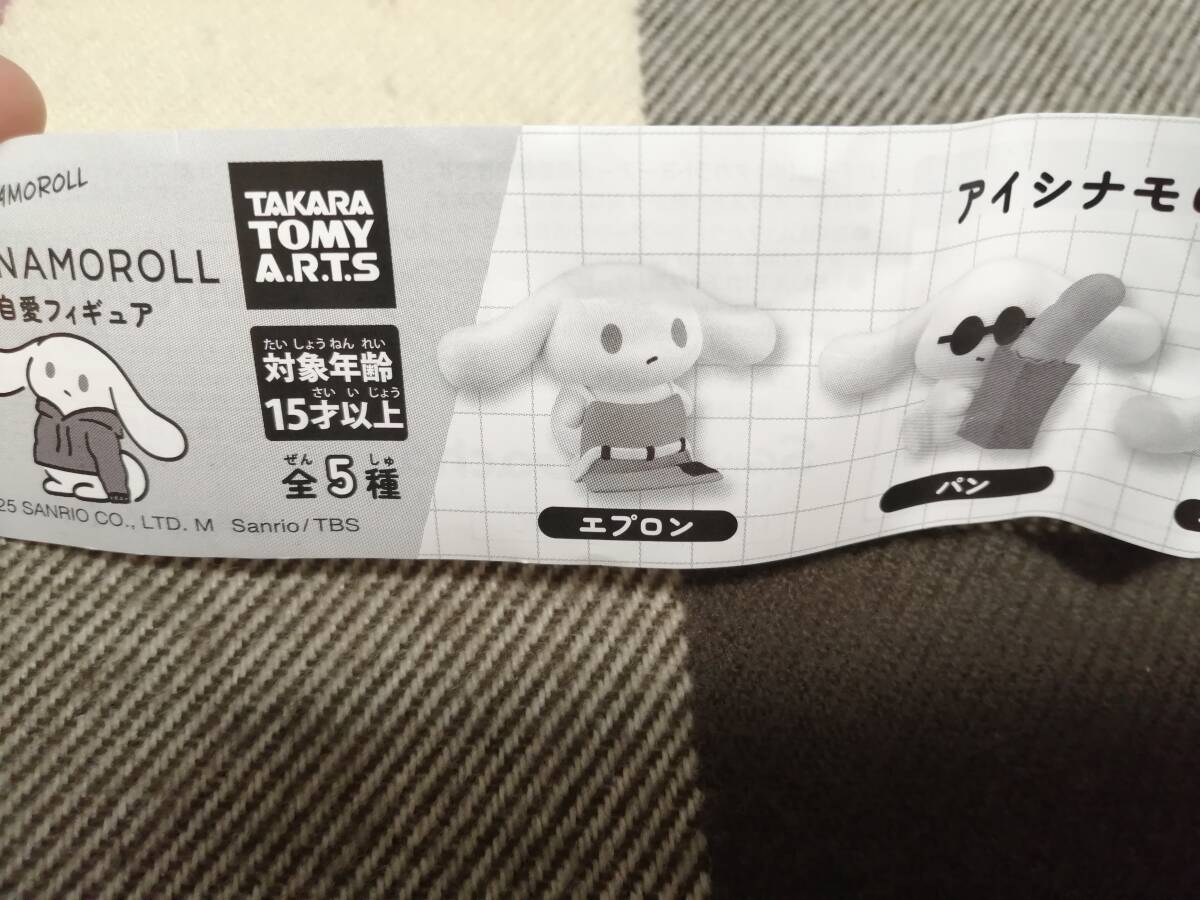 AMOROLL
NAMOROLL
自愛フィギュア
TAKARA
TOMY
A.R.T.S
たいしょうねんれい
対象年齢
さいいじょう
15才以上
ぜん しゅ
全5種
25 SANRIO CO., LTD. M Sanrio/TBS
アイシナモ
エプロン
パン